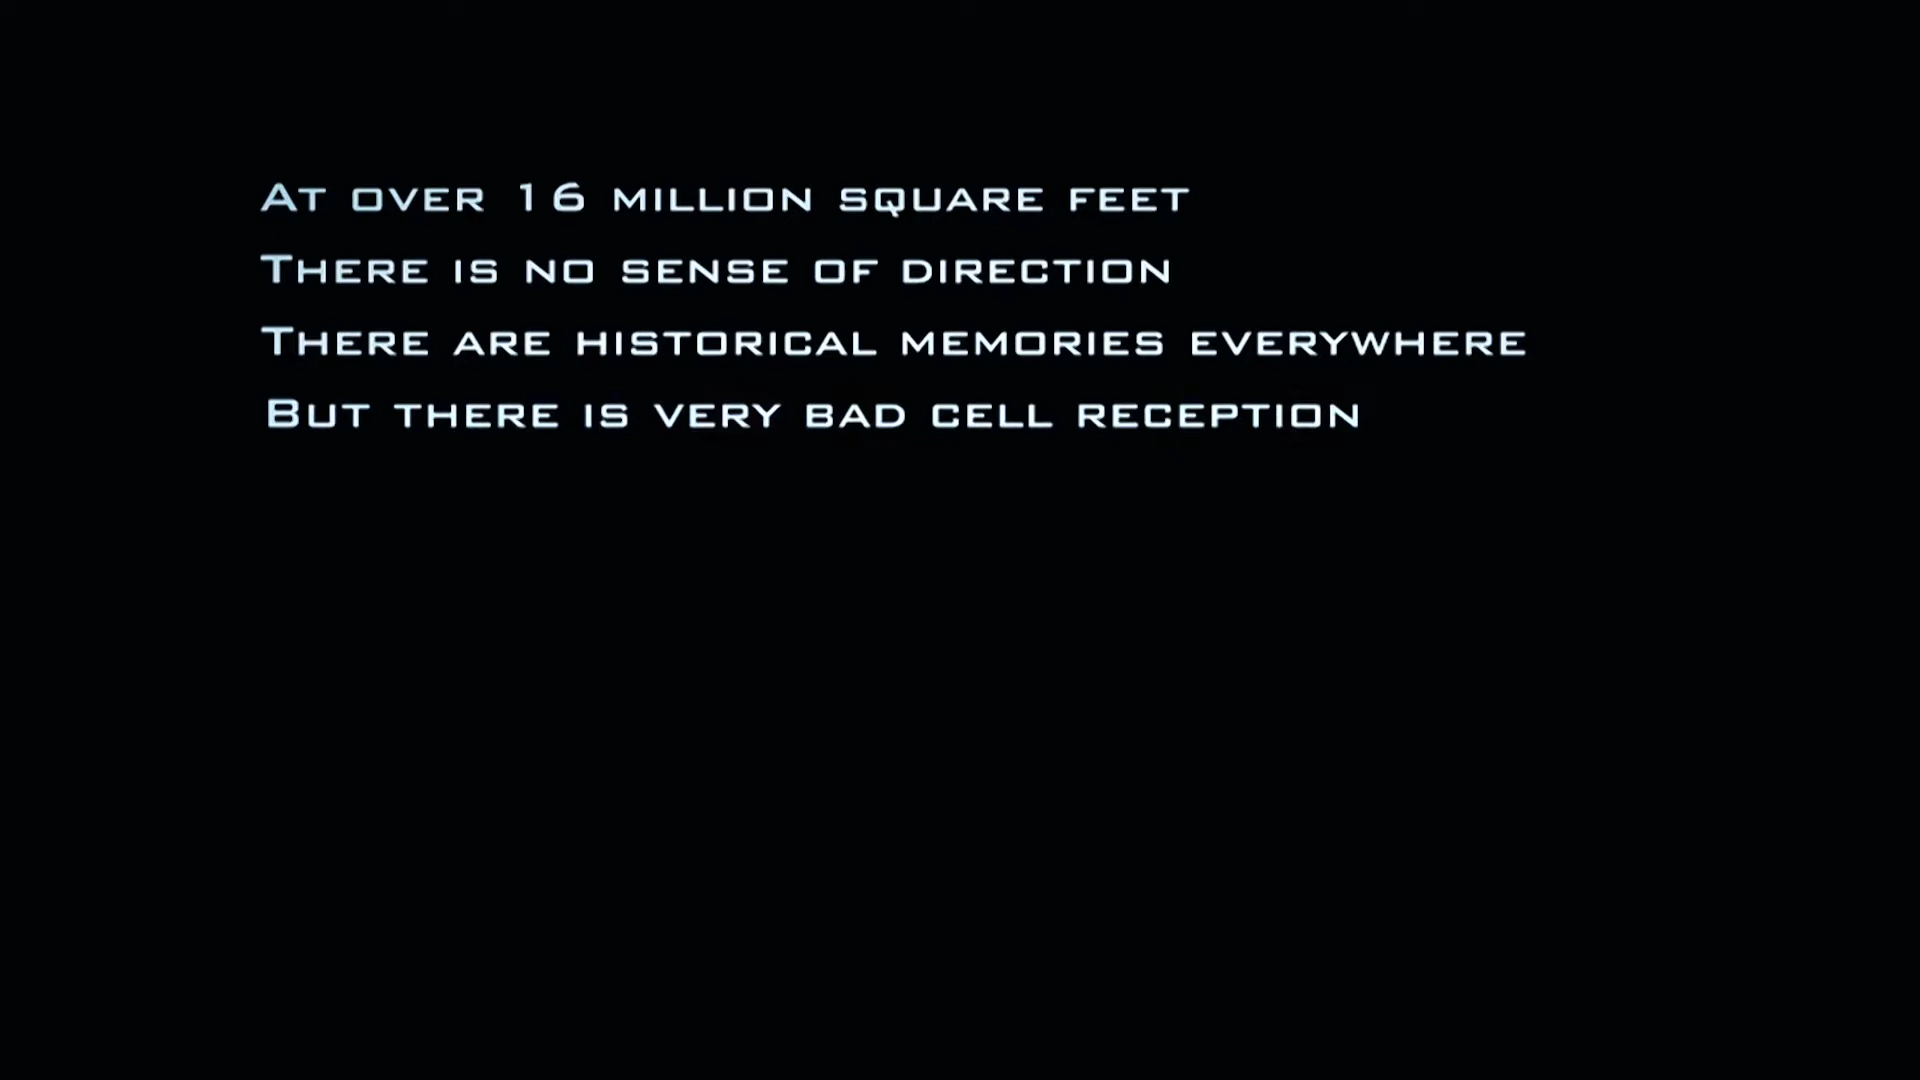 At over 16 million square feet
There is no sense of direction
There are historical memories everywhere
But there is very bad cell reception